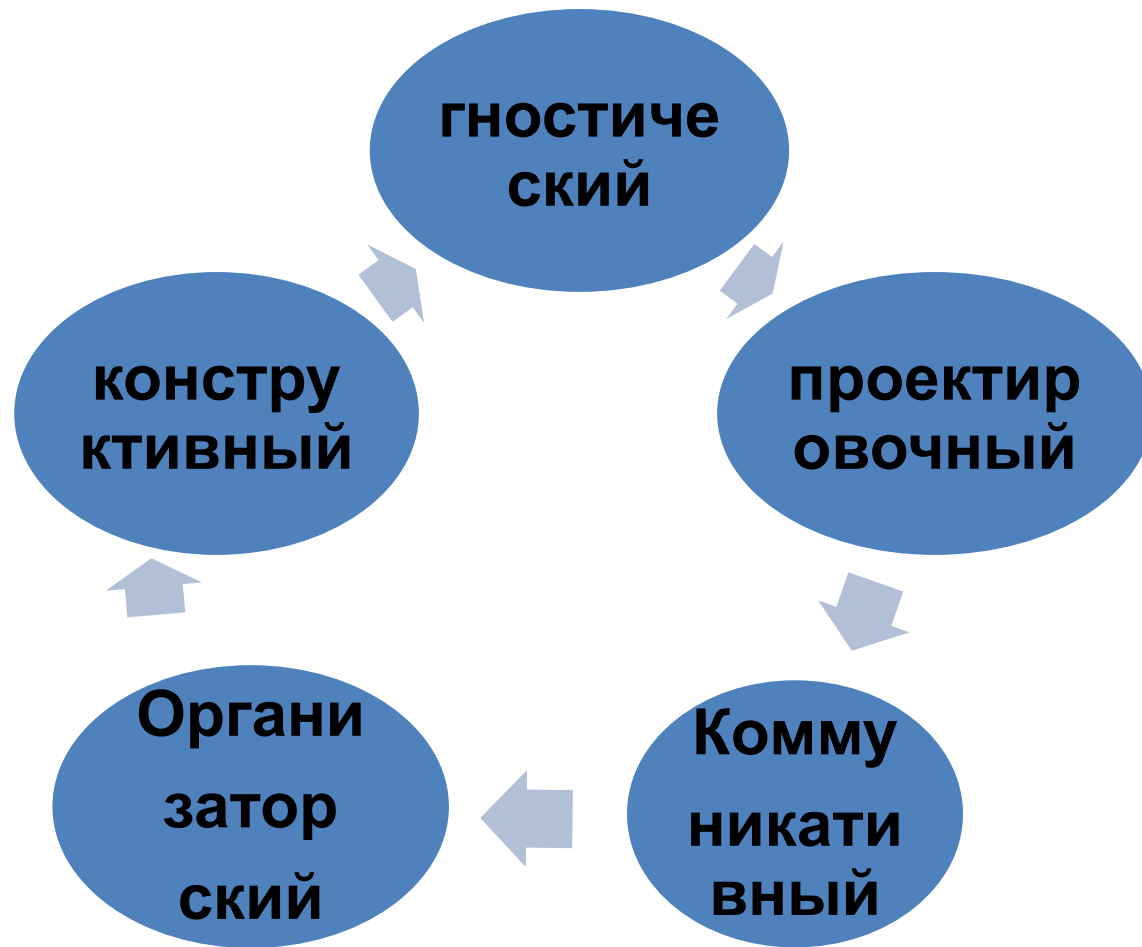 гностиче
ский
проектир
овочный
Комму
никати
вный
Органи
затор
ский
констру
ктивный